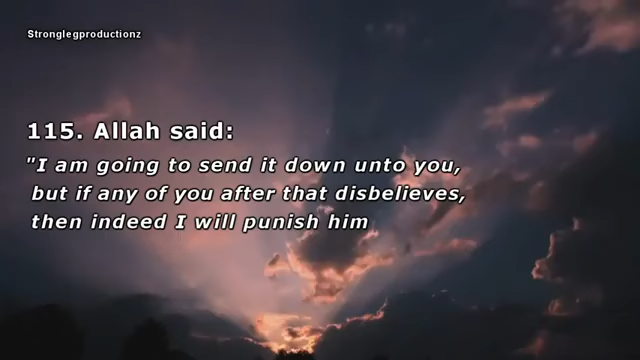 Stronglegproductionz
115. Allah said:
"I am going to send it down unto you,
but if any of you after that disbelieves,
then indeed I will punish him